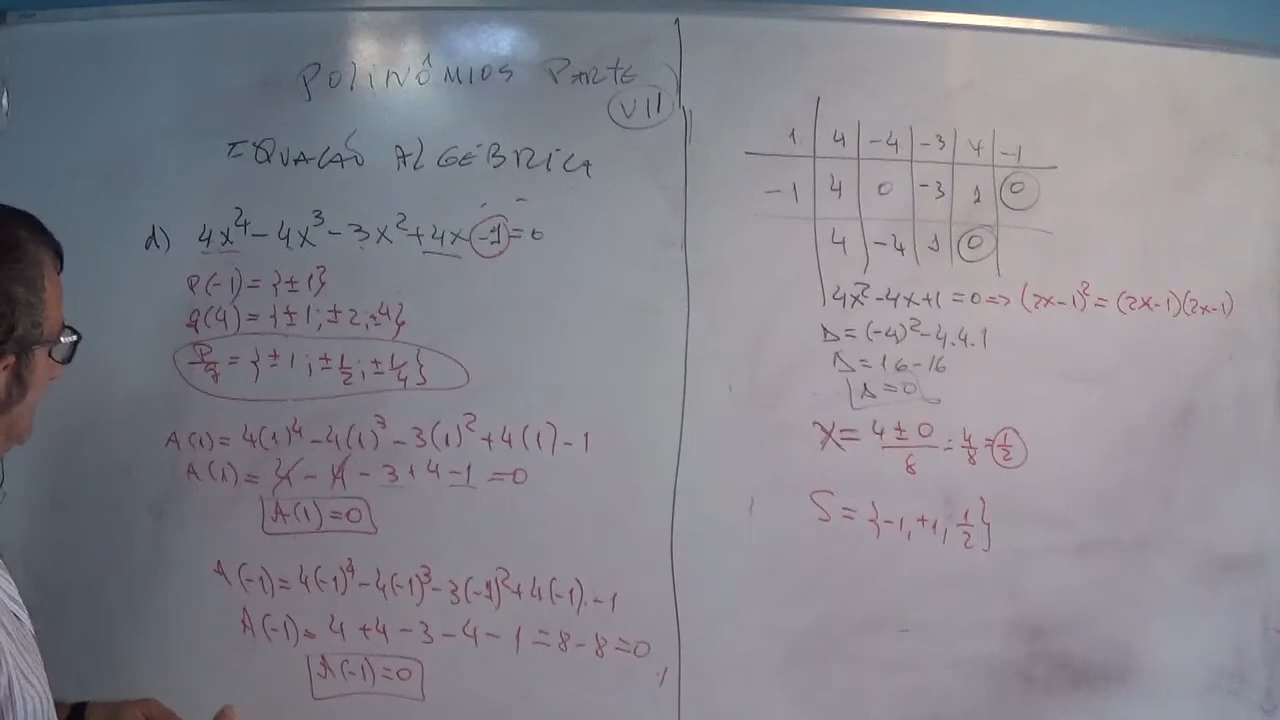 POLINÔMIOS PARTE
VII
EQUAÇÃO ALGÉBRICA
d) 4x⁴ - 4x³ - 3x² + 4x - 1 = 0
P(-1) = {±1}
q(4) = {±1; ±2, ±4}
P/q = {±1; ±1/2; ±1/4}
A(1) = 4(1)⁴ - 4(1)³ - 3(1)² + 4(1) - 1
A(1) = 4 - 4 - 3 + 4 - 1 = 0
A(1) = 0
A(-1) = 4(-1)⁴ - 4(-1)³ - 3(-1)² + 4(-1) - 1
A(-1) = 4 + 4 - 3 - 4 - 1 = 8 - 8 = 0
A(-1) = 0
1 | 4 | -4 | -3 | 4 | -1
-1 | 4 | 0 | -3 | 1 | 0
4 | -4 | 1 | 0
4x² - 4x + 1 = 0 => (2x-1)² = (2x-1)(2x-1)
Δ = (-4)² - 4.4.1
Δ = 16 - 16
Δ = 0
X = 4 ± 0/8 = 4/8 = 1/2
S = {-1, +1, 1/2}